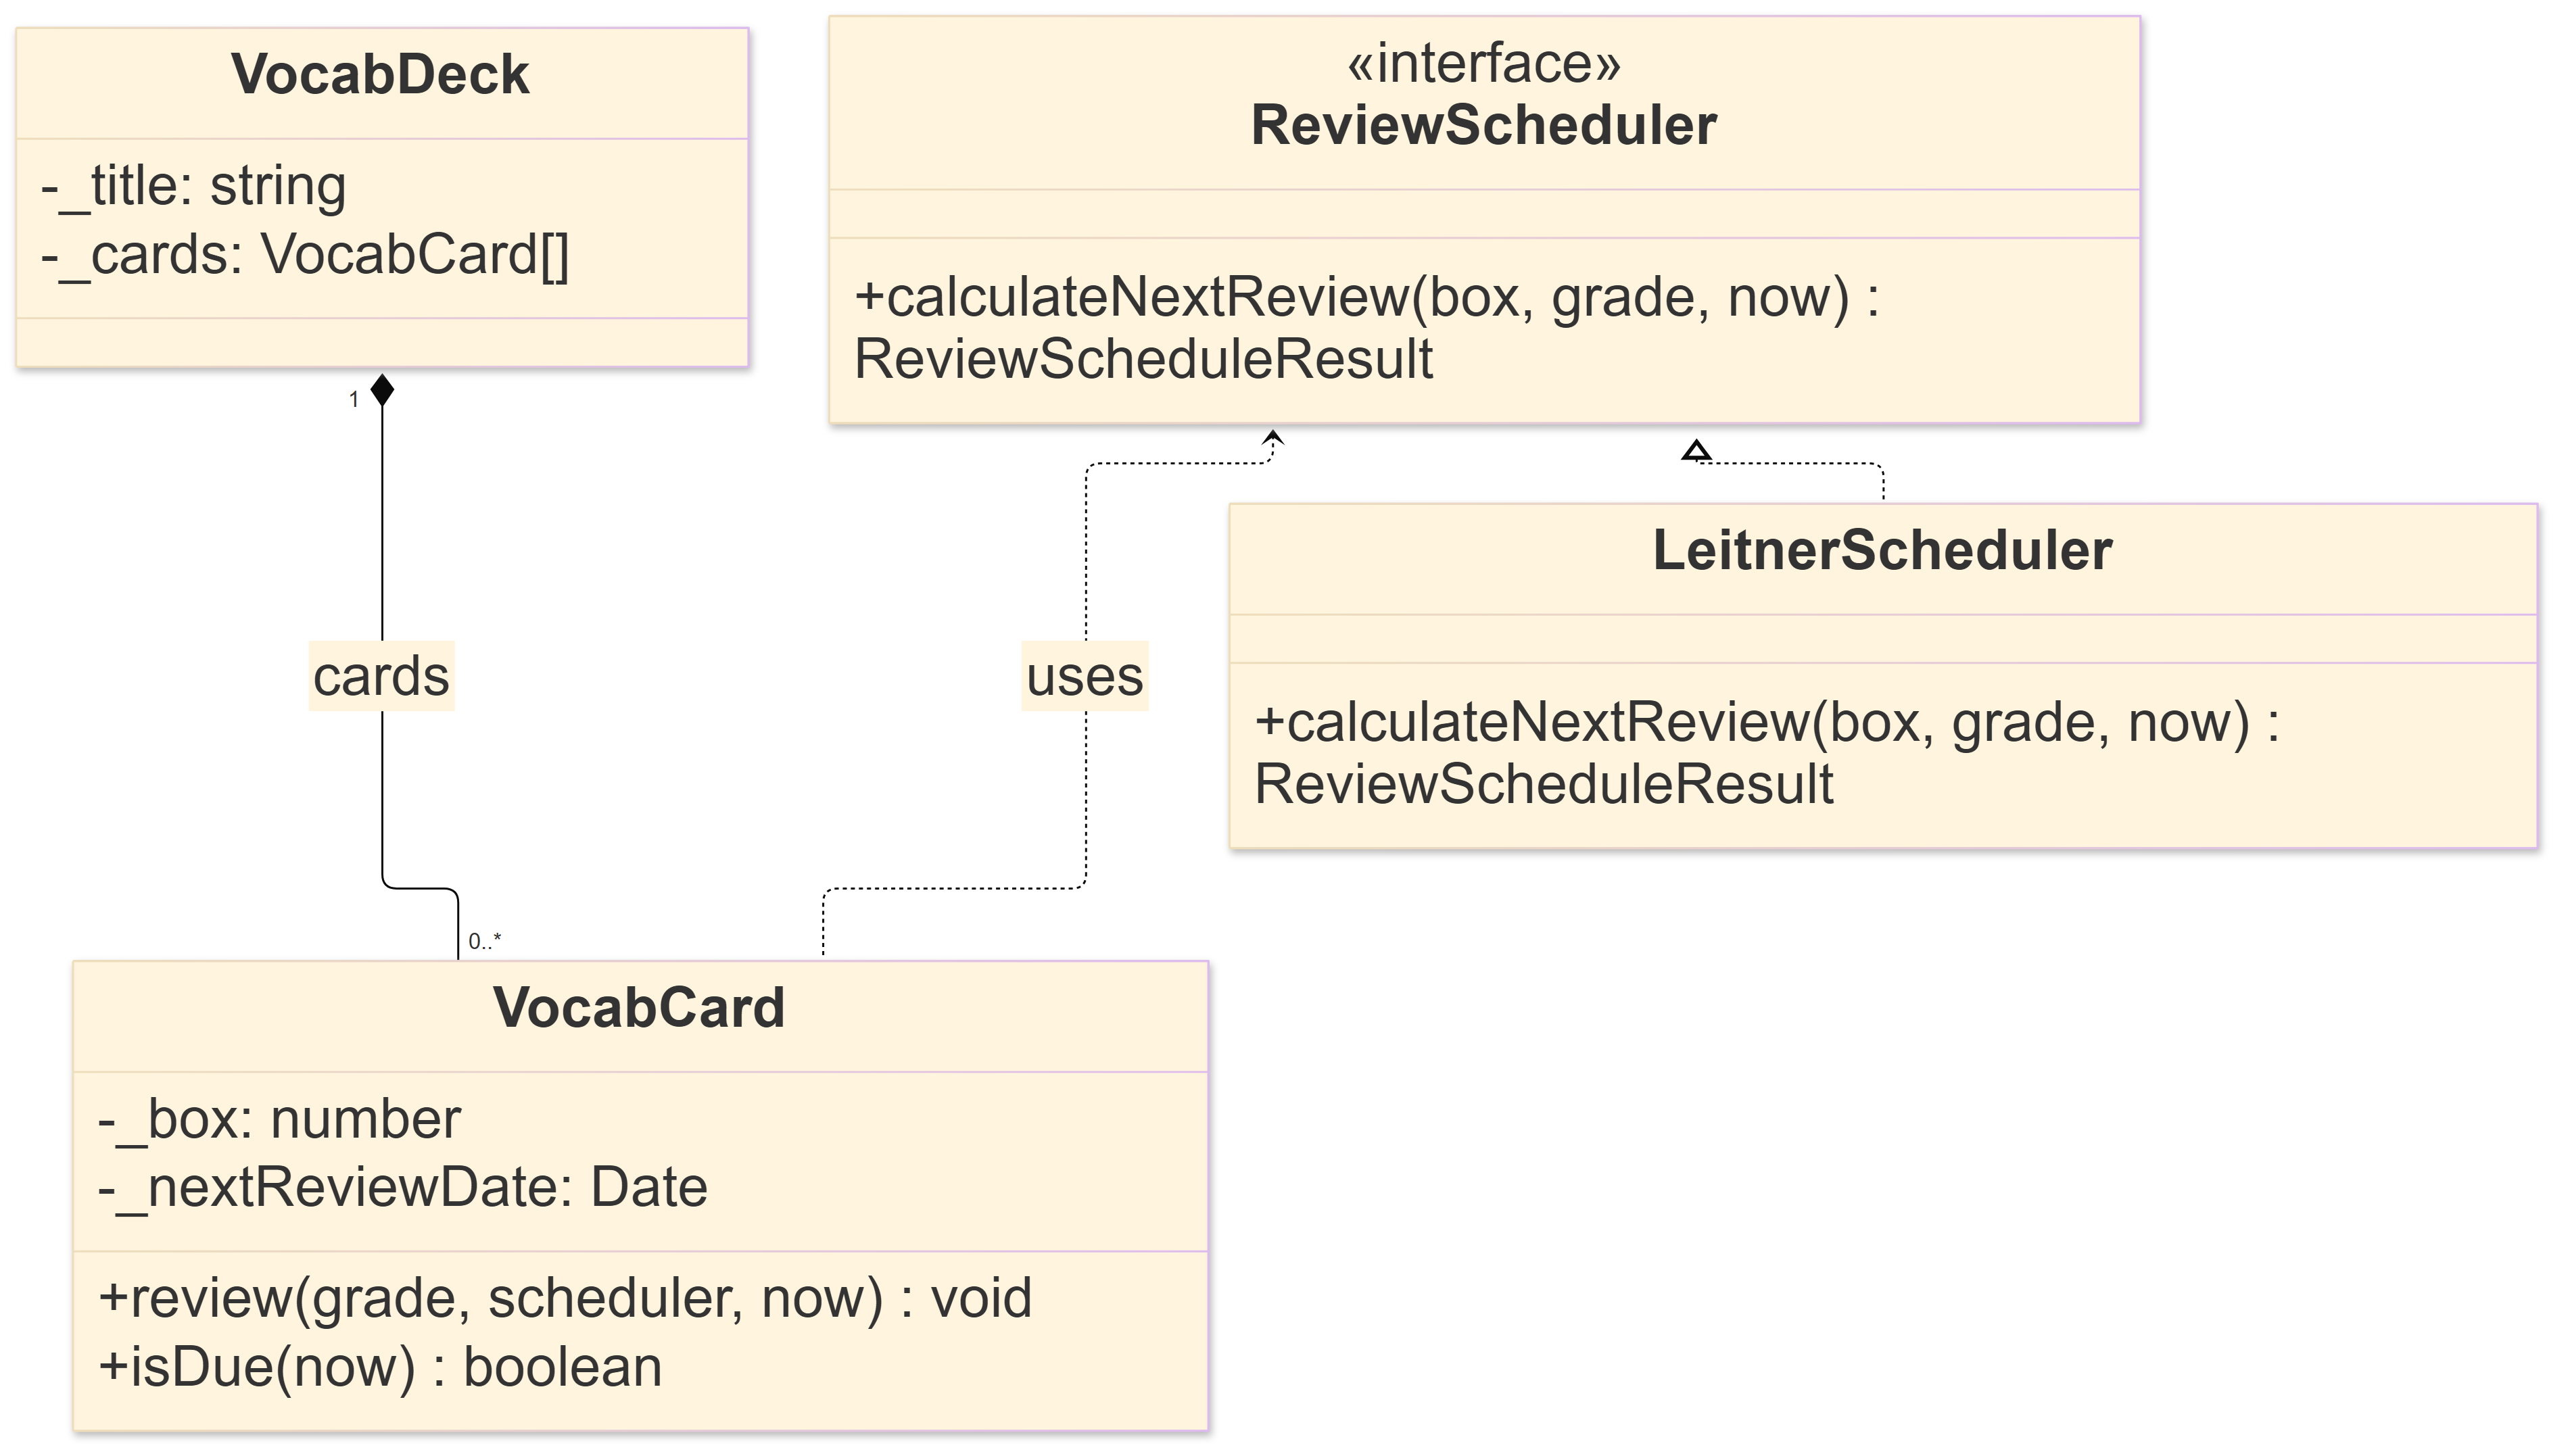 VocabDeck
-_title: string
-_cards: VocabCard[]
«interface»
ReviewScheduler
+calculateNextReview(box, grade, now) :
ReviewScheduleResult
1
cards
0..*
uses
LeitnerScheduler
+calculateNextReview(box, grade, now) :
ReviewScheduleResult
VocabCard
-_box: number
-_nextReviewDate: Date
+review(grade, scheduler, now) : void
+isDue(now) : boolean